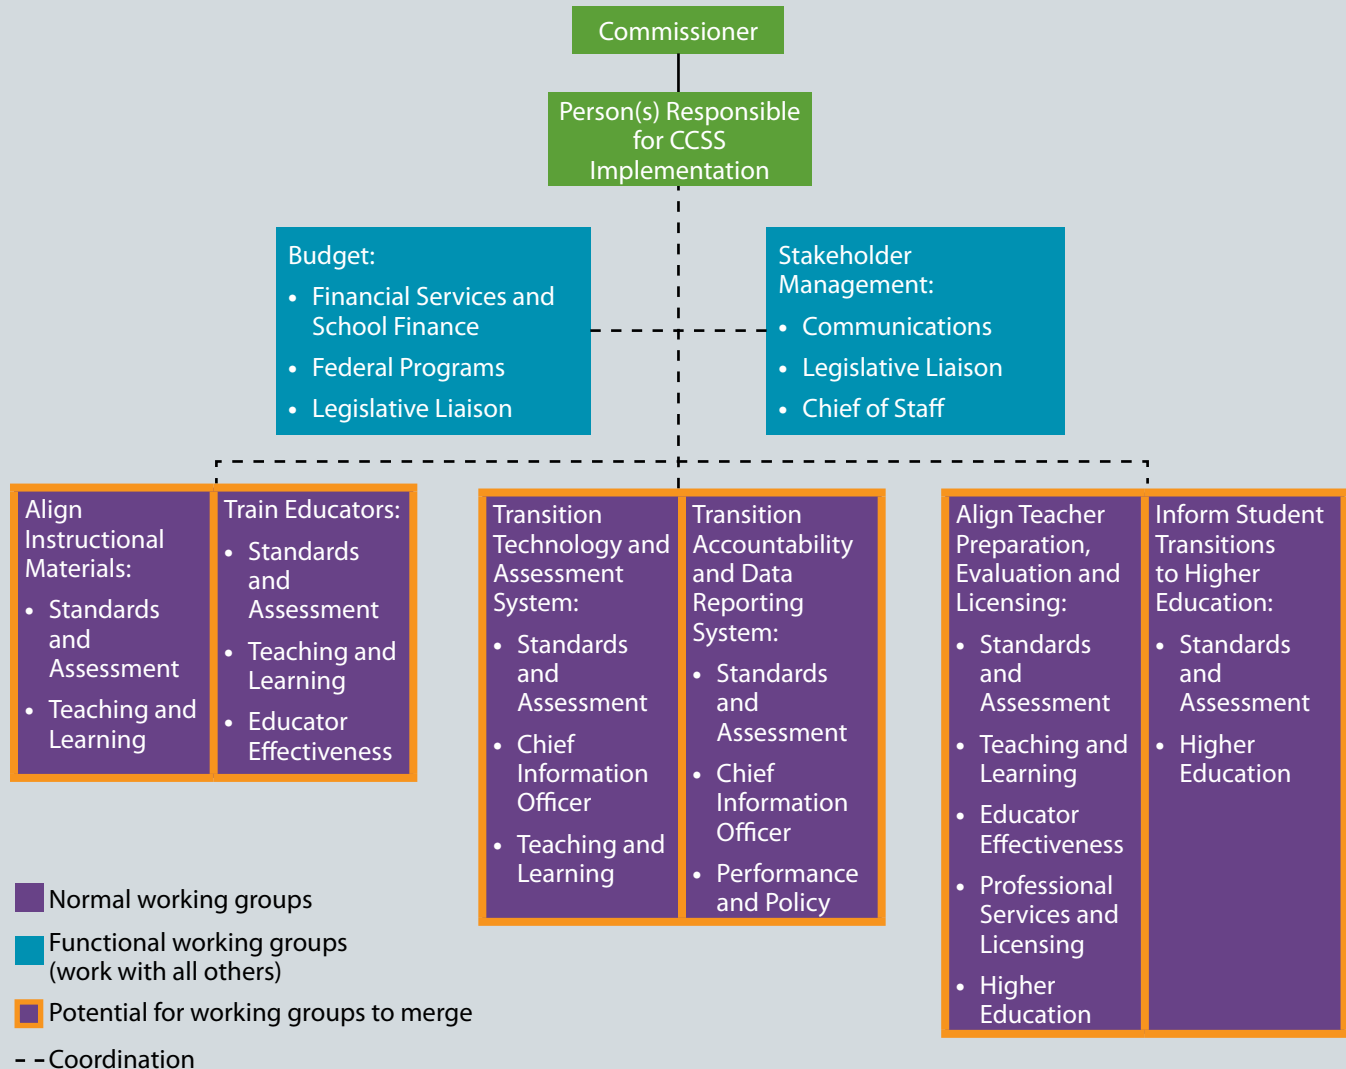 Commissioner
Person(s) Responsible
for CCSS
Implementation
Budget:
• Financial Services and
School Finance
• Federal Programs
• Legislative Liaison
Stakeholder
Management:
• Communications
• Legislative Liaison
• Chief of Staff
Align
Instructional
Materials:
• Standards
and
Assessment
• Teaching and
Learning
Train Educators:
• Standards
and
Assessment
• Teaching and
Learning
• Educator
Effectiveness
Transition
Technology and
Assessment
System:
• Standards
and
Assessment
• Chief
Information
Officer
• Teaching and
Learning
Transition
Accountability
and Data
Reporting
System:
• Standards
and
Assessment
• Chief
Information
Officer
• Performance
and Policy
Align Teacher
Preparation,
Evaluation and
Licensing:
• Standards
and
Assessment
• Teaching and
Learning
• Educator
Effectiveness
• Professional
Services and
Licensing
• Higher
Education
Inform Student
Transitions
to Higher
Education:
• Standards
and
Assessment
• Higher
Education
Normal working groups
Functional working groups
(work with all others)
Potential for working groups to merge
Coordination